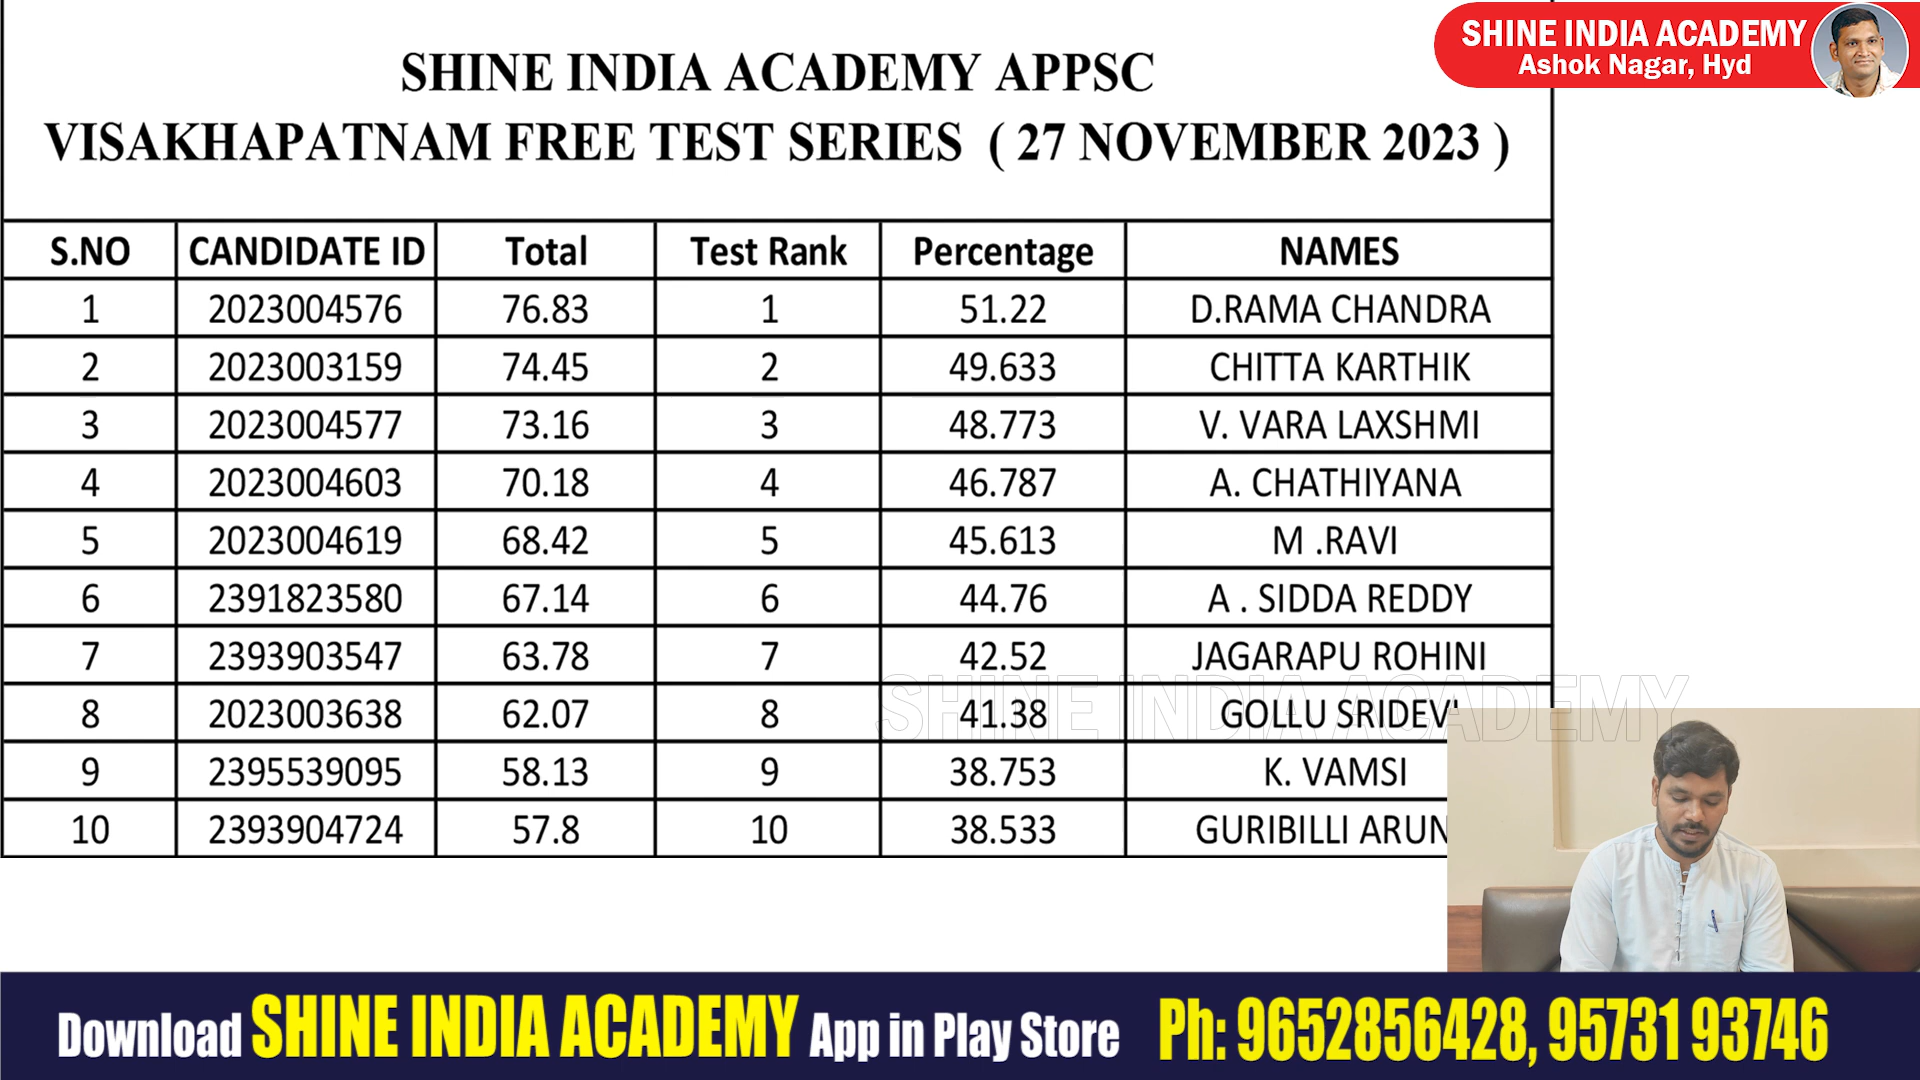 SHINE INDIA ACADEMY
Ashok Nagar, Hyd
SHINE INDIA ACADEMY APPSC
VISAKHAPATNAM FREE TEST SERIES ( 27 NOVEMBER 2023 )
S.NO CANDIDATE ID Total Test Rank Percentage NAMES
1 2023004576 76.83 1 51.22 D.RAMA CHANDRA
2 2023003159 74.45 2 49.633 CHITTA KARTHIK
3 2023004577 73.16 3 48.773 V. VARA LAXSHMI
4 2023004603 70.18 4 46.787 A. CHATHIYANA
5 2023004619 68.42 5 45.613 M .RAVI
6 2391823580 67.14 6 44.76 A . SIDDA REDDY
7 2393903547 63.78 7 42.52 JAGARAPU ROHINI
SHINE INDIA ACADEMY
8 2023003638 62.07 8 41.38 GOLLU SRIDEVI
9 2395539095 58.13 9 38.753 K. VAMSI
10 2393904724 57.8 10 38.533 GURIBILLI
Download SHINE INDIA ACADEMY App in Play Store Ph: 9652856428, 95731 93746